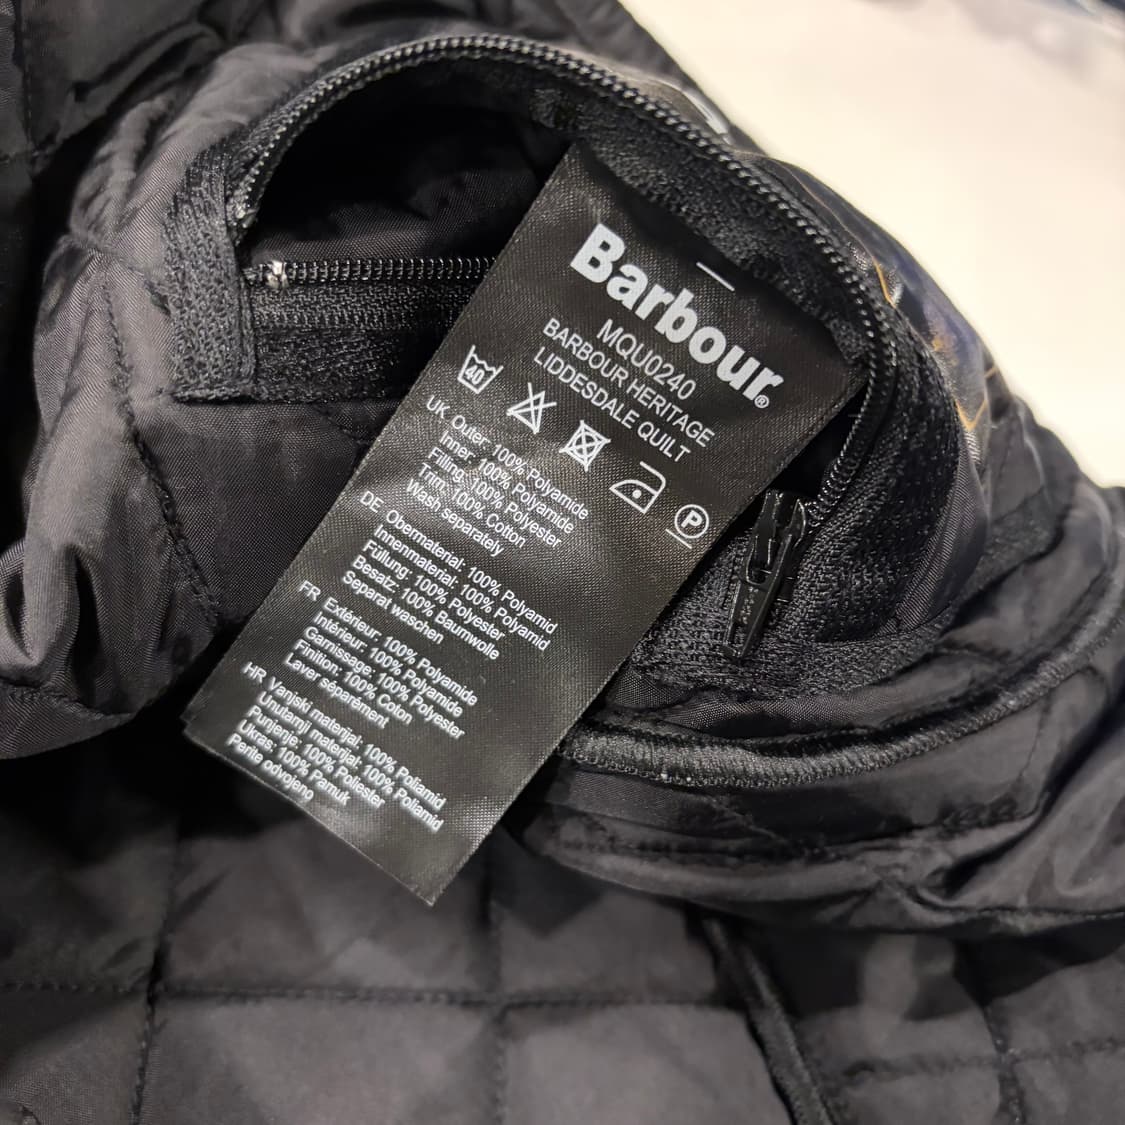 Barbour®
MQU0240
BARBOUR HERITAGE
LIDDESDALE QUILT
40
P
UK Outer: 100% Polyamide
Inner: 100% Polyamide
Filling: 100% Polyester
Trim: 100% Cotton
Wash separately
DE Obermaterial: 100% Polyamid
Innenmaterial: 100% Polyamid
Füllung: 100% Polyester
Besatz: 100% Baumwolle
Separat waschen
FR Extérieur: 100% Polyamide
Intérieur: 100% Polyamide
Garnissage: 100% Polyester
Finition: 100% Coton
Laver séparément
HR Vanjski materijal: 100% Poliamid
Unutarnji materijal: 100% Poliamid
Punjenje: 100% Poliester
Ukras: 100% Pamuk
Perite odvojeno